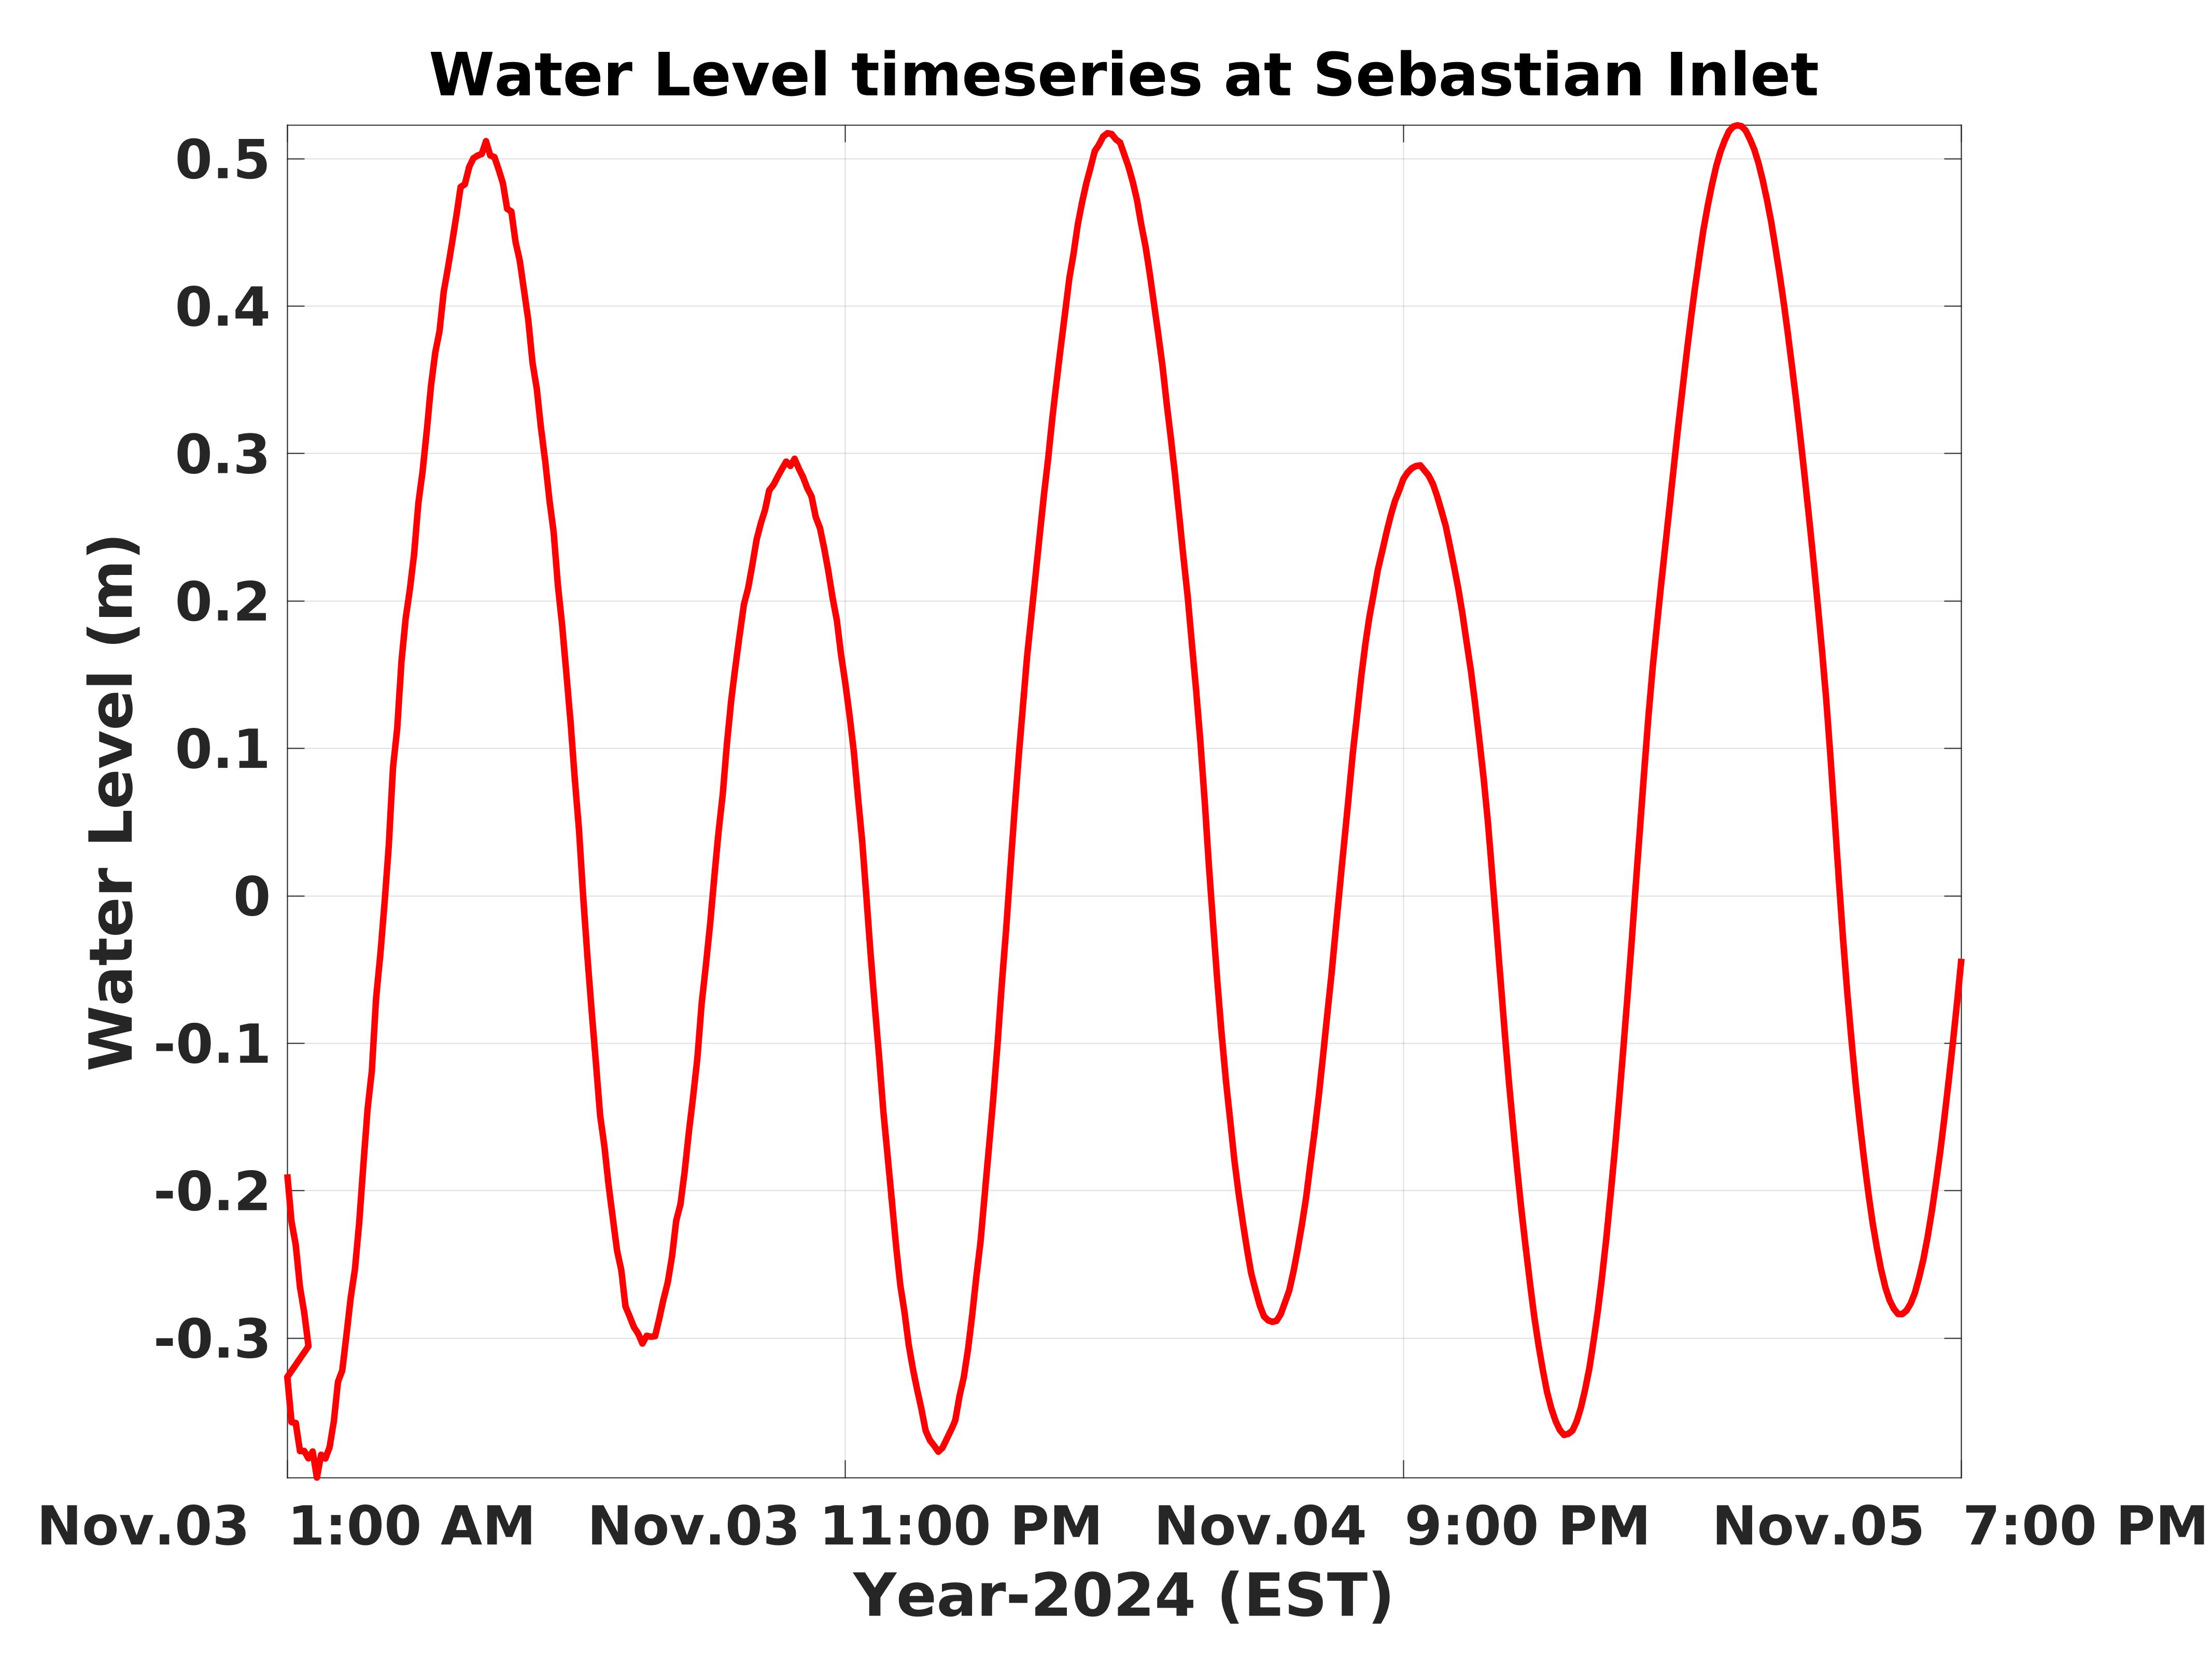 Water Level timeseries at Sebastian Inlet
0.5
0.4
0.3
0.2
0.1
0
-0.1
-0.2
-0.3
Water Level (m)
Nov.03 1:00 AM Nov.03 11:00 PM Nov.04 9:00 PM Nov.05 7:00 PM
Year-2024 (EST)